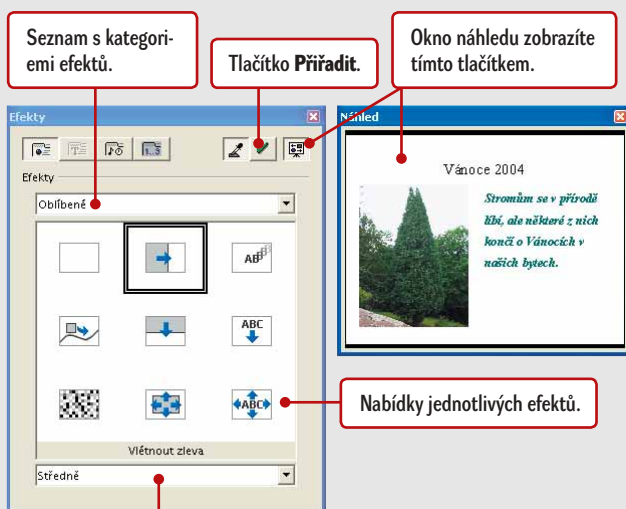 Seznam s kategori-
emi efektů.
Tlačítko Přiřadit.
Okno náhledu zobrazíte
tímto tlačítkem.
Efekty
Náhled
Efekty
Oblíbené
AB
ABC
ABC
Vlétnout zleva
Středně
Vánoce 2004
Stromům se v přírodě
líbí, ale některé z nich
končí o Vánocích v
našich bytech.
Nabídky jednotlivých efektů.